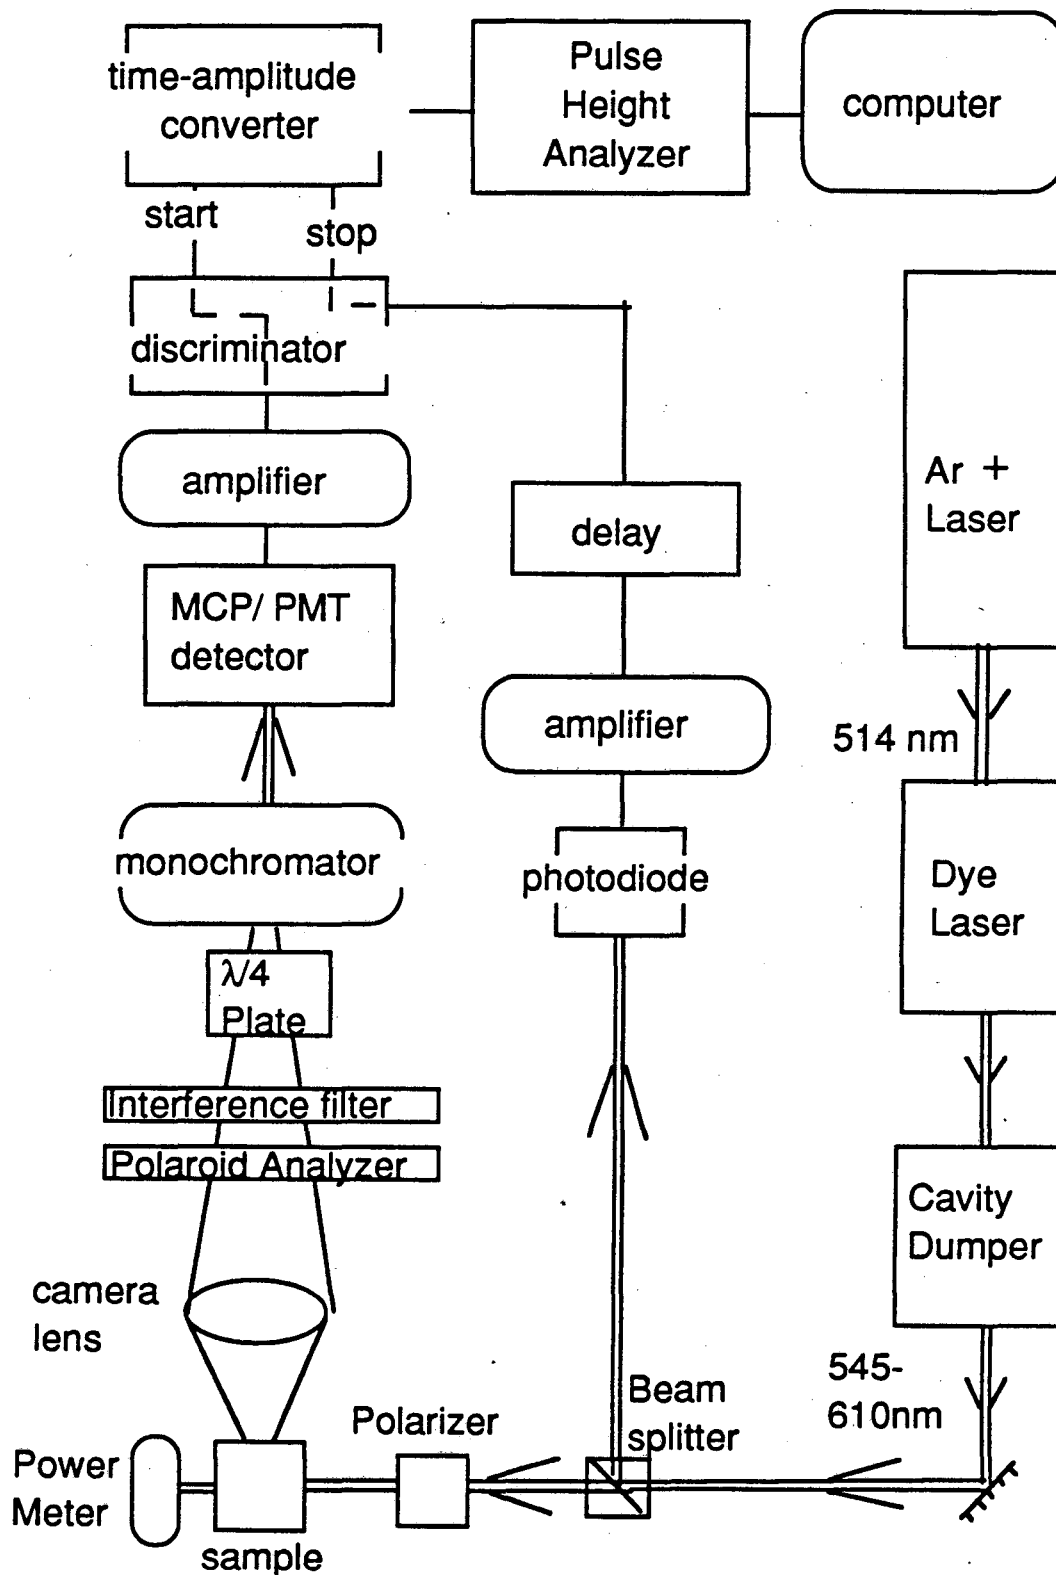 time-amplitude
converter
Pulse
Height
Analyzer
computer
start
stop
discriminator
amplifier
delay
Ar +
Laser
MCP/ PMT
detector
amplifier
514 nm
monochromator
photodiode
Dye
Laser
λ/4
Plate
Interference filter
Polaroid Analyzer
Cavity
Dumper
camera
lens
545-
610nm
Beam
splitter
Polarizer
Power
Meter
sample